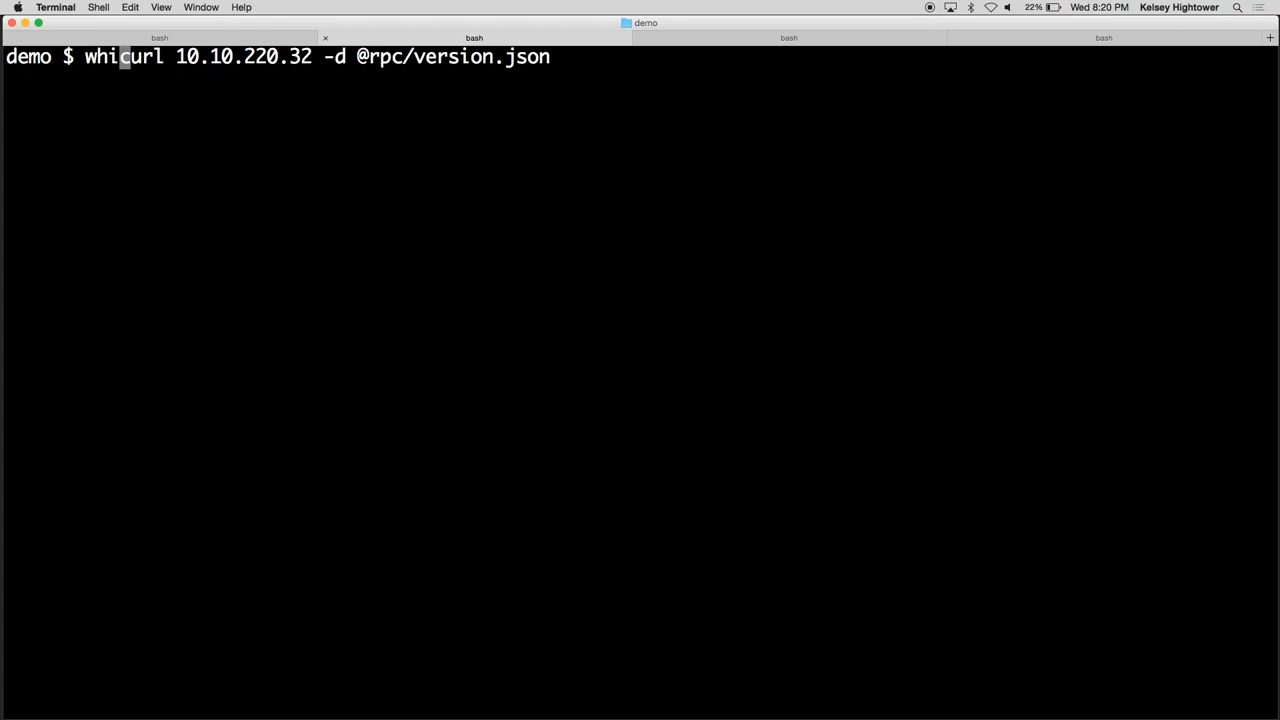 Terminal Shell Edit View Window Help 22% Wed 8:20 PM Kelsey Hightower
demo
bash bash bash bash
demo $ whicurl 10.10.220.32 -d @rpc/version.json